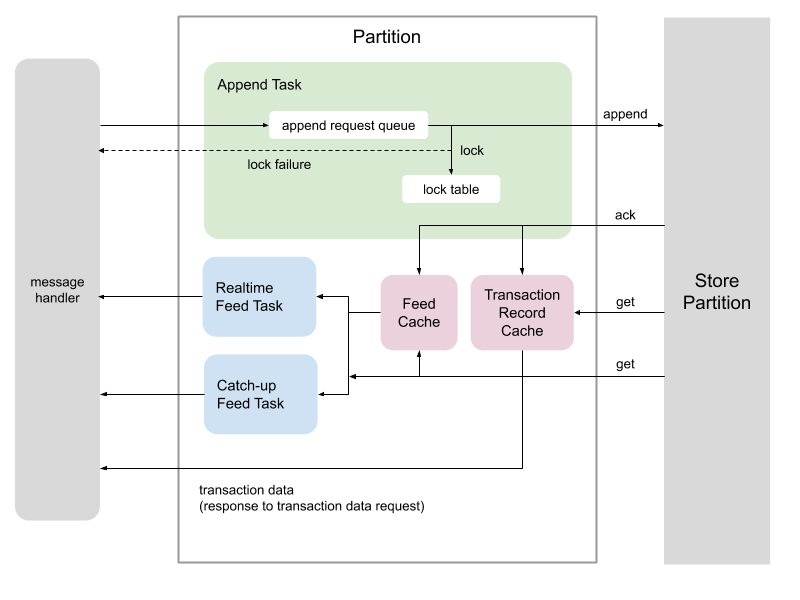 Partition
Append Task
append request queue
append
lock
lock failure
lock table
ack
message
handler
Realtime
Feed Task
Feed
Cache
Transaction
Record
Cache
get
Store
Partition
get
Catch-up
Feed Task
transaction data
(response to transaction data request)